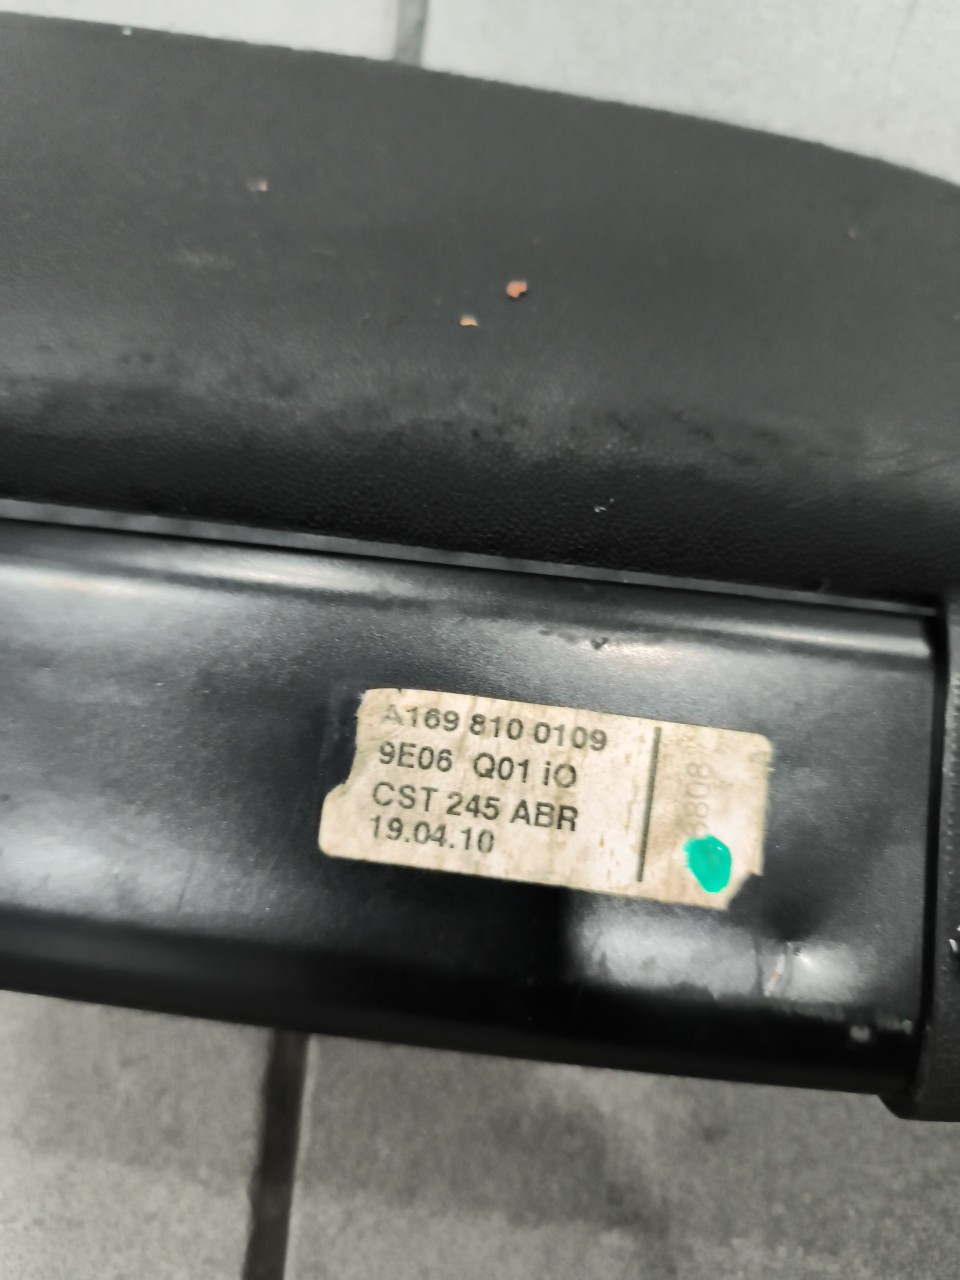 A169 810 0109
9E06 Q01 iO
CST 245 ABR
19.04.10